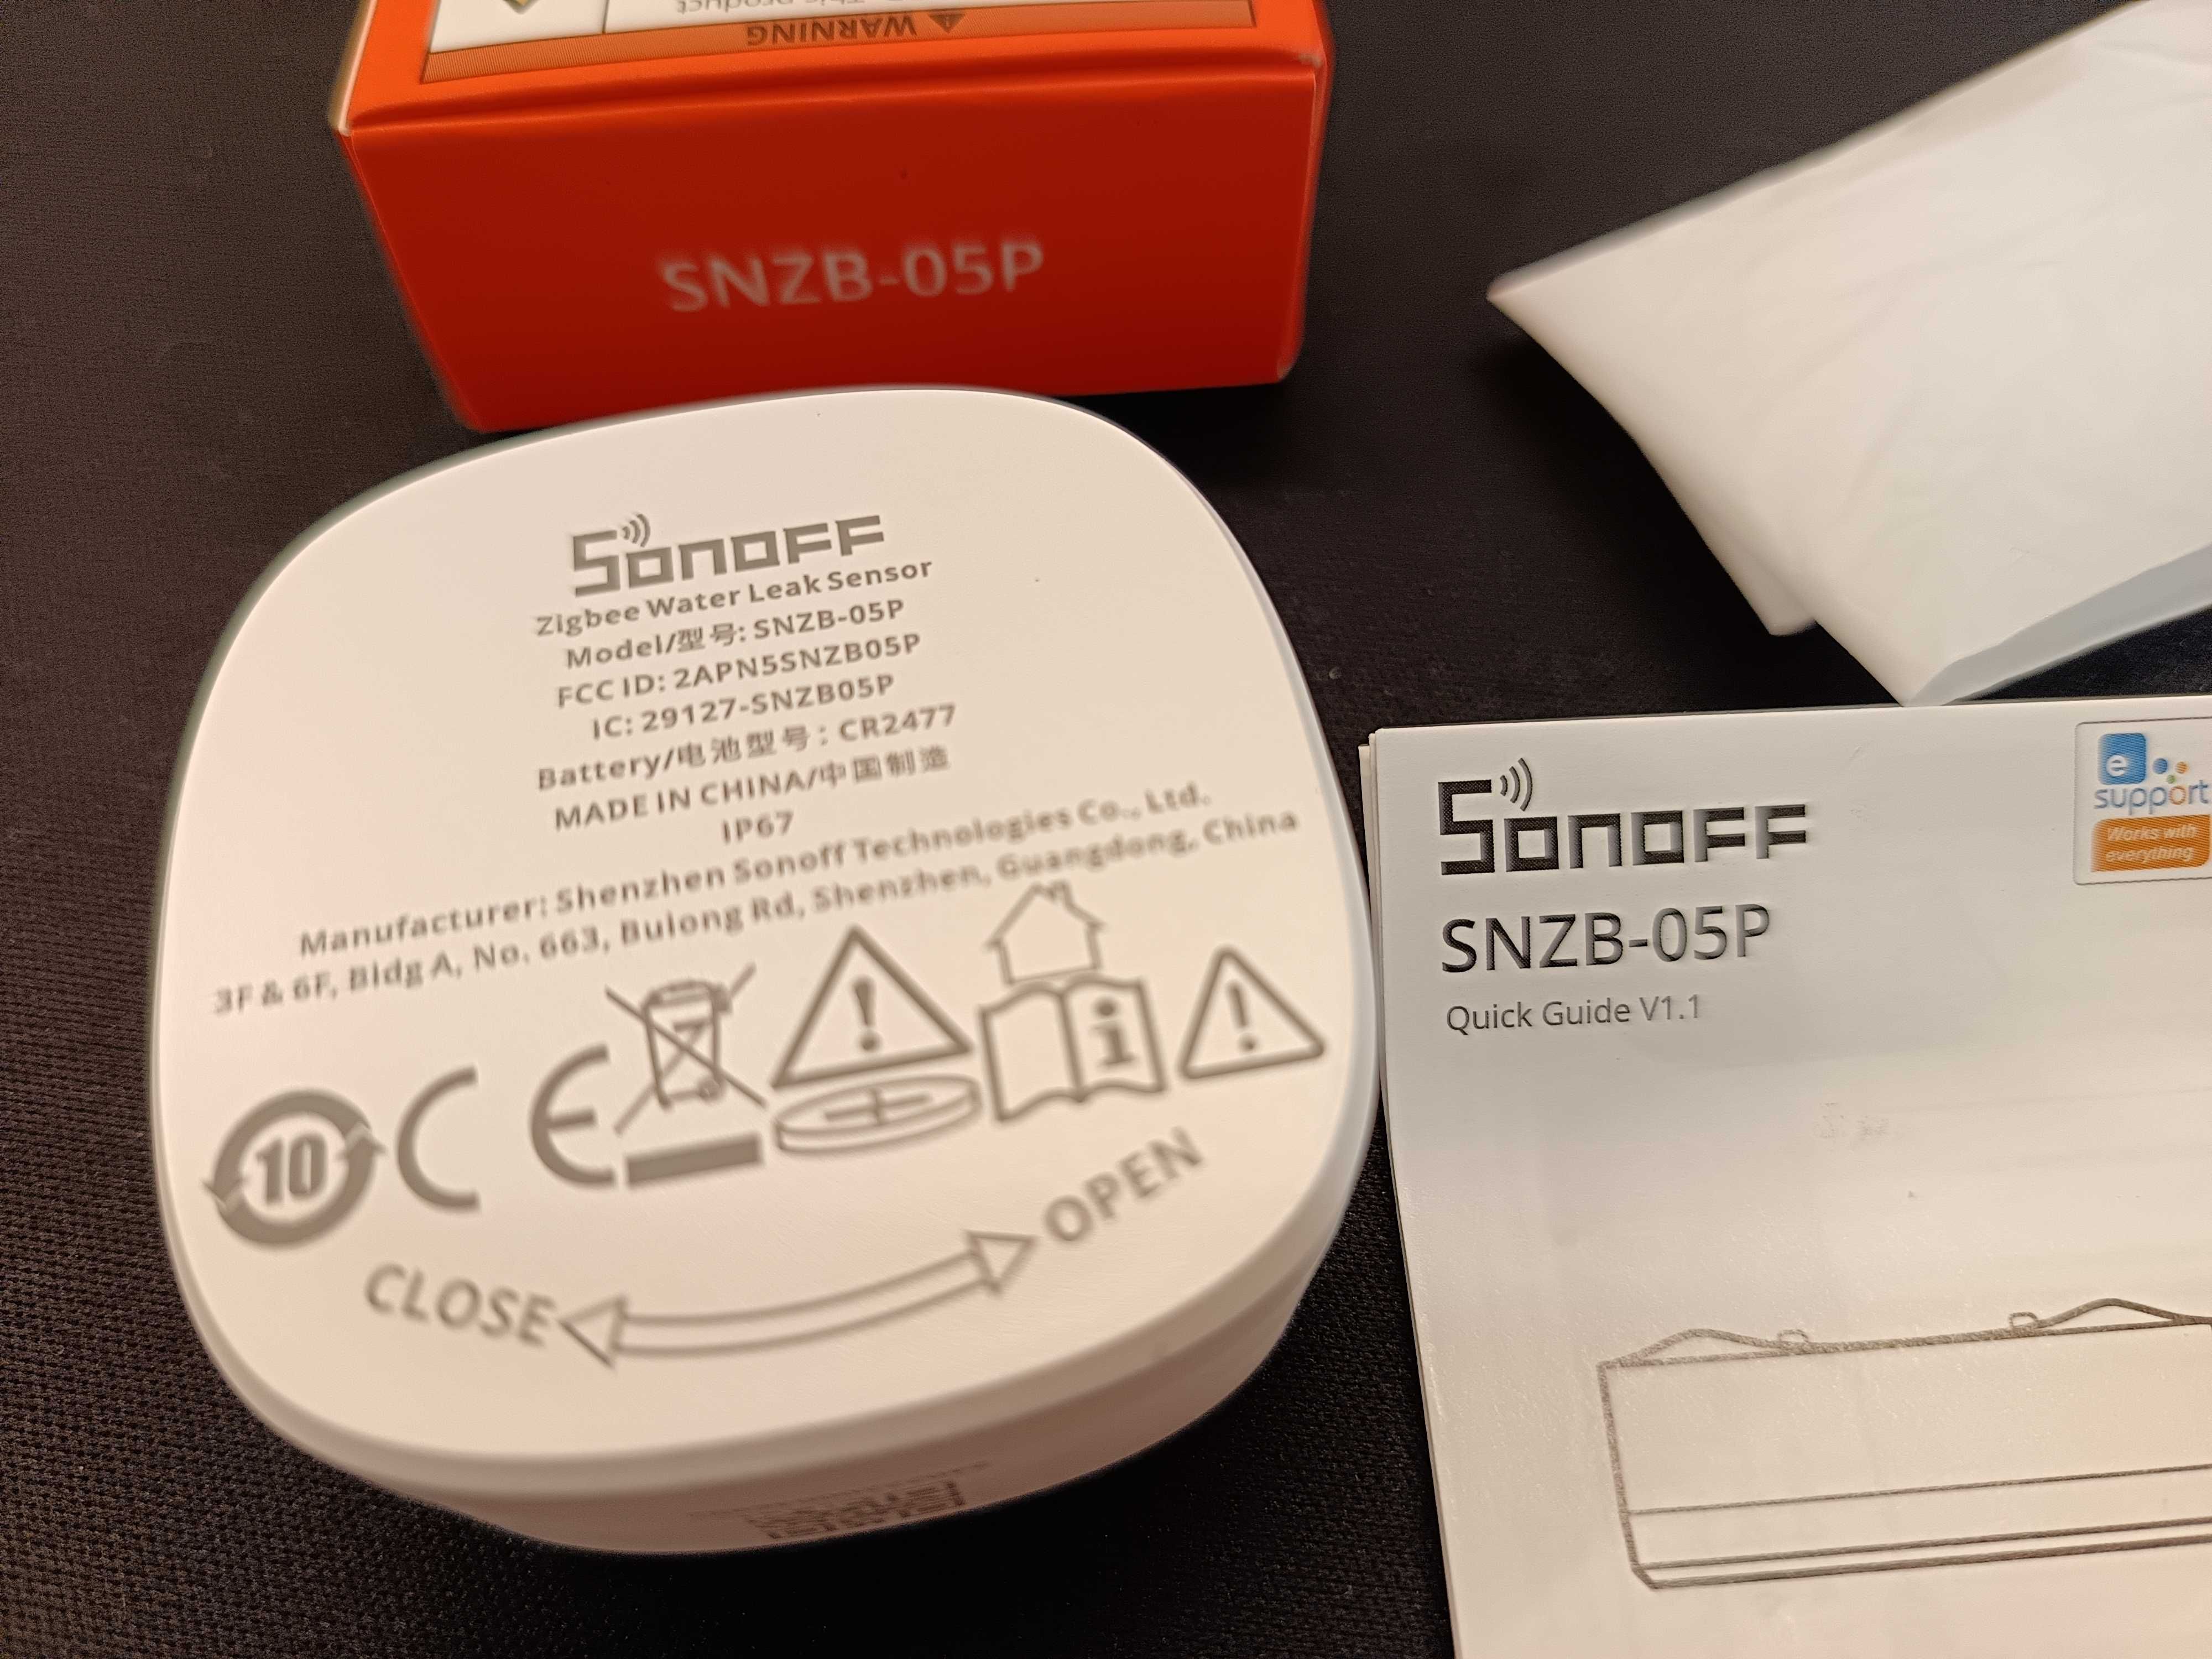 WARNING
This product
SNZB-05P
SONOFF
Zigbee Water Leak Sensor
Model/型号: SNZB-05P
FCC ID: 2APN5SNZB05P
IC: 29127-SNZB05P
Battery/电池型号: CR2477
MADE IN CHINA/中国制造
IP67
Manufacturer: Shenzhen Sonoff Technologies Co., Ltd.
3F & 6F, Bldg A, No. 663, Bulong Rd, Shenzhen, Guangdong, China
10 CE
CLOSE OPEN
SONOFF
SNZB-05P
Quick Guide V1.1
e
support
Works with
everything